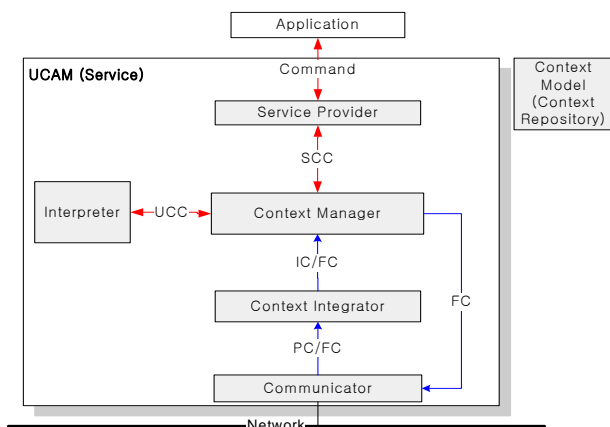 Application
Command
UCAM (Service)
Context
Model
(Context
Repository)
Service Provider
SCC
Interpreter
UCC
Context Manager
IC/FC
FC
Context Integrator
PC/FC
Communicator
Network